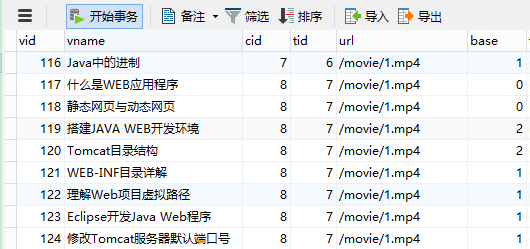 开始事务 备注 筛选 排序 导入 导出
vid vname cid tid url base
116 Java中的进制 7 6 /movie/1.mp4 1
117 什么是WEB应用程序 8 7 /movie/1.mp4 0
118 静态网页与动态网页 8 7 /movie/1.mp4 0
119 搭建JAVA WEB开发环境 8 7 /movie/1.mp4 2
120 Tomcat目录结构 8 7 /movie/1.mp4 2
121 WEB-INF目录详解 8 7 /movie/1.mp4 1
122 理解Web项目虚拟路径 8 7 /movie/1.mp4 1
123 Eclipse开发Java Web程序 8 7 /movie/1.mp4 1
124 修改Tomcat服务器默认端口号 8 7 /movie/1.mp4 1